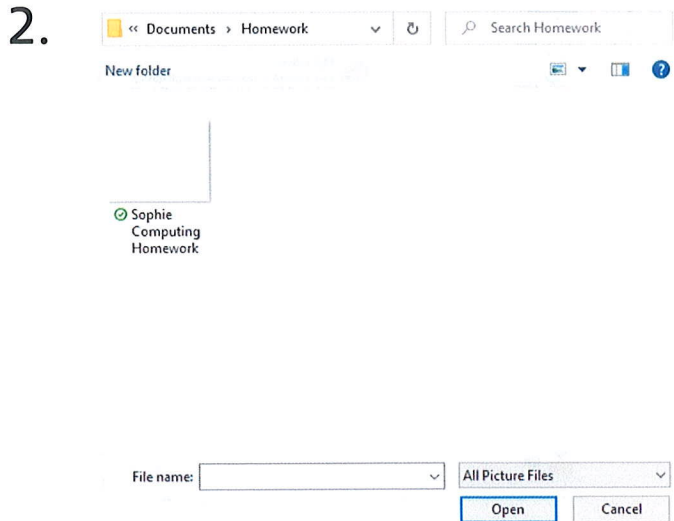 2.
« Documents › Homework
Search Homework
New folder
?
Sophie
Computing
Homework
File name:
All Picture Files
Open Cancel